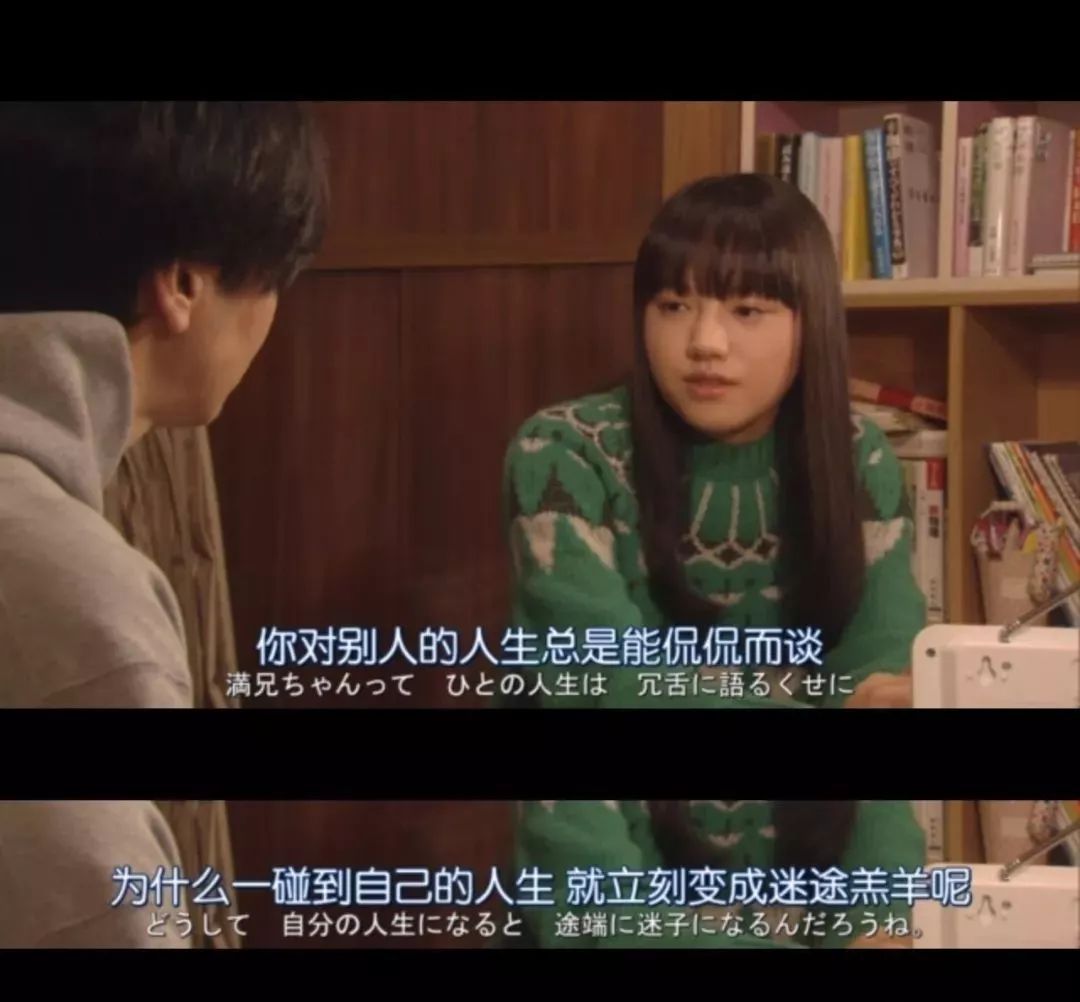 你对别人的人生总是能侃侃而谈
満兄ちゃんって　ひとの人生は　冗舌に語るくせに
为什么一碰到自己的人生 就立刻变成迷途羔羊呢
どうして　自分の人生になると　途端に迷子になるんだろうね。